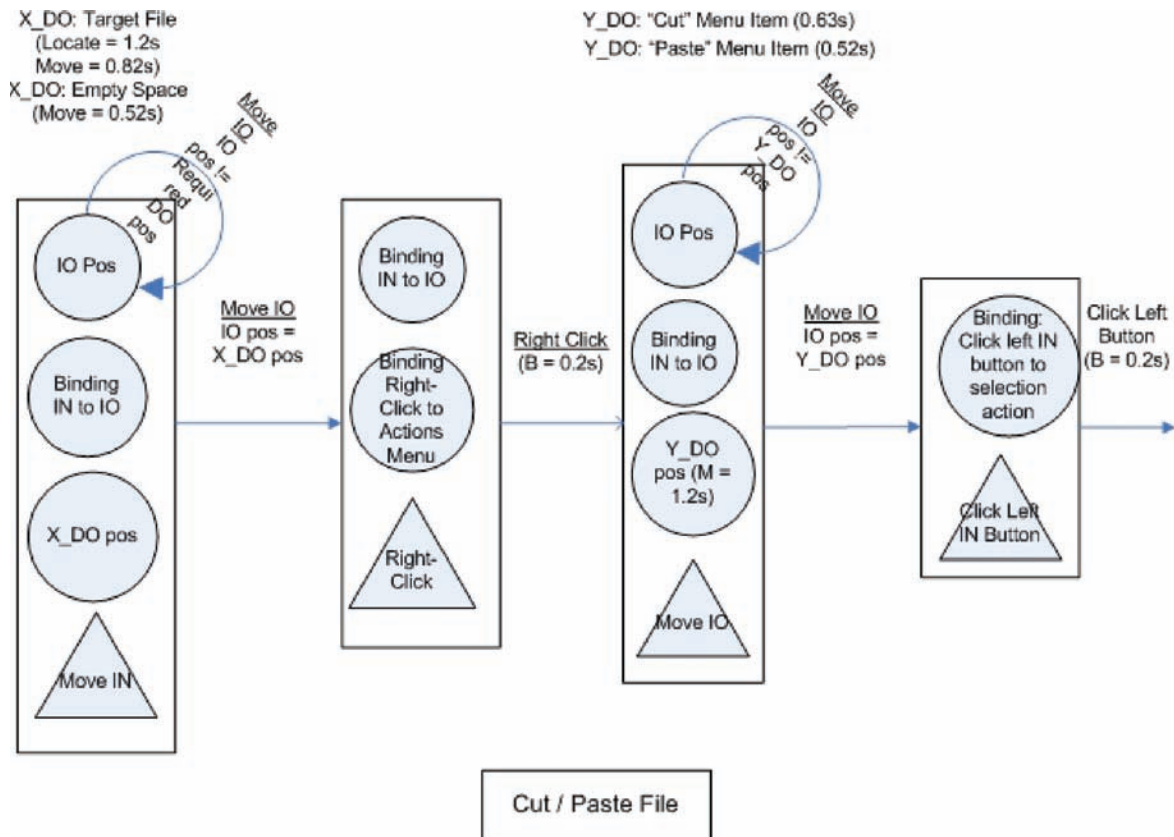 X_DO: Target File
(Locate = 1.2s
Move = 0.82s)
X_DO: Empty Space
(Move = 0.52s)
Move
IO
IO
pos !=
Requi
red
DO
pos
IO Pos
Binding
IN to IO
X_DO pos
Move IN
Move IO
IO pos =
X_DO pos
Binding
IN to IO
Binding
Right-
Click to
Actions
Menu
Right-
Click
Right Click
(B = 0.2s)
Y_DO: “Cut” Menu Item (0.63s)
Y_DO: “Paste” Menu Item (0.52s)
Move
IO
IO
pos !=
Y_DO
pos
IO Pos
Binding
IN to IO
Y_DO
pos (M =
1.2s)
Move IO
Move IO
IO pos =
Y_DO pos
Binding:
Click left IN
button to
selection
action
Click Left
IN Button
Click Left
Button
(B = 0.2s)
Cut / Paste File